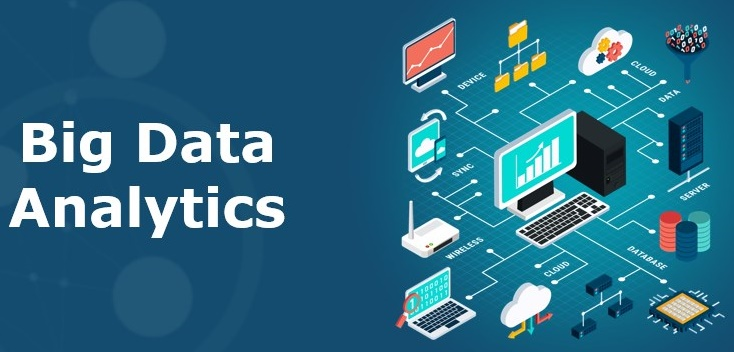 Big Data
Analytics
DEVICE
CLOUD
DATA
SYNC
SERVER
WIRELESS
CLOUD
DATABASE